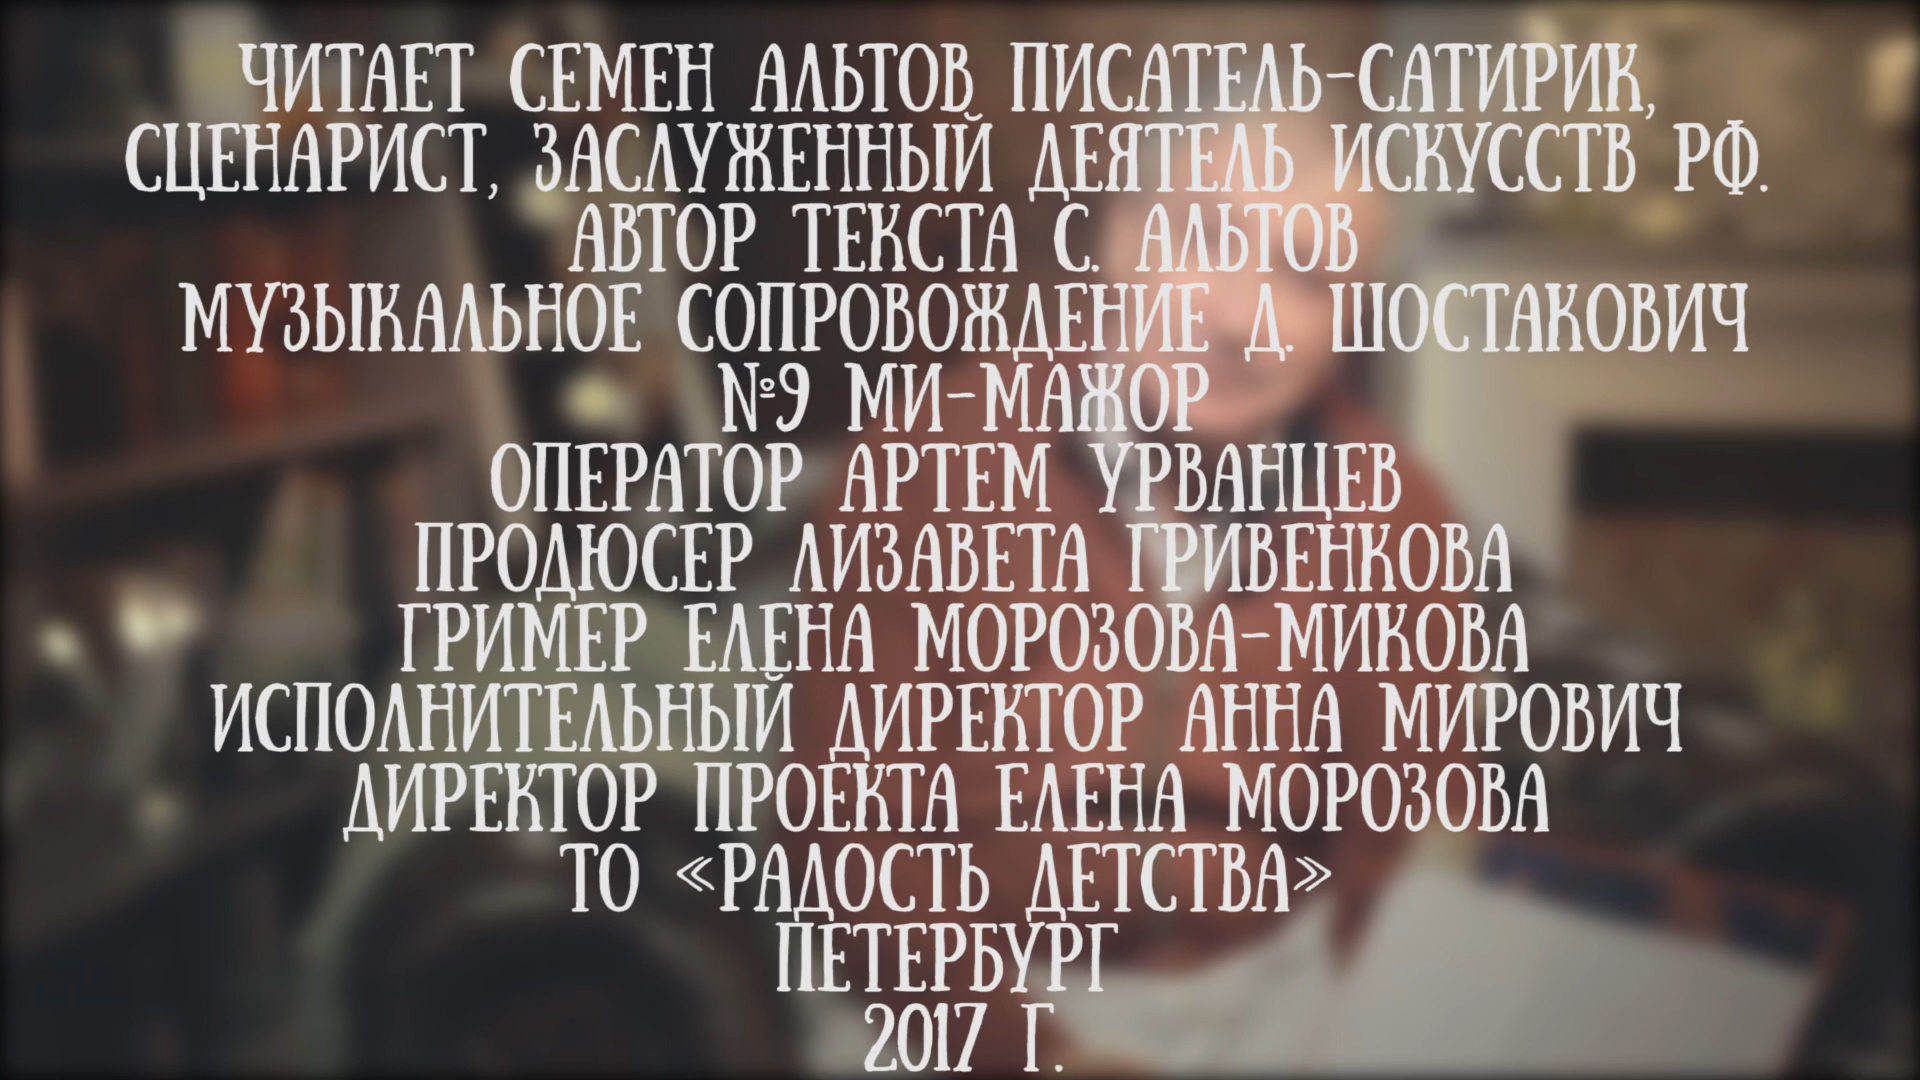 ЧИТАЕТ СЕМЕН АЛЬТОВ ПИСАТЕЛЬ-САТИРИК,
СЦЕНАРИСТ, ЗАСЛУЖЕННЫЙ ДЕЯТЕЛЬ ИСКУССТВ РФ.
АВТОР ТЕКСТА С. АЛЬТОВ
МУЗЫКАЛЬНОЕ СОПРОВОЖДЕНИЕ Д. ШОСТАКОВИЧ
№9 МИ-МАЖОР
ОПЕРАТОР АРТЕМ УРВАНЦЕВ
ПРОДЮСЕР ЛИЗАВЕТА ГРИВЕНКОВА
ГРИМЕР ЕЛЕНА МОРОЗОВА-МИКОВА
ИСПОЛНИТЕЛЬНЫЙ ДИРЕКТОР АННА МИРОВИЧ
ДИРЕКТОР ПРОЕКТА ЕЛЕНА МОРОЗОВА
ТО «РАДОСТЬ ДЕТСТВА»
ПЕТЕРБУРГ
2017 Г.